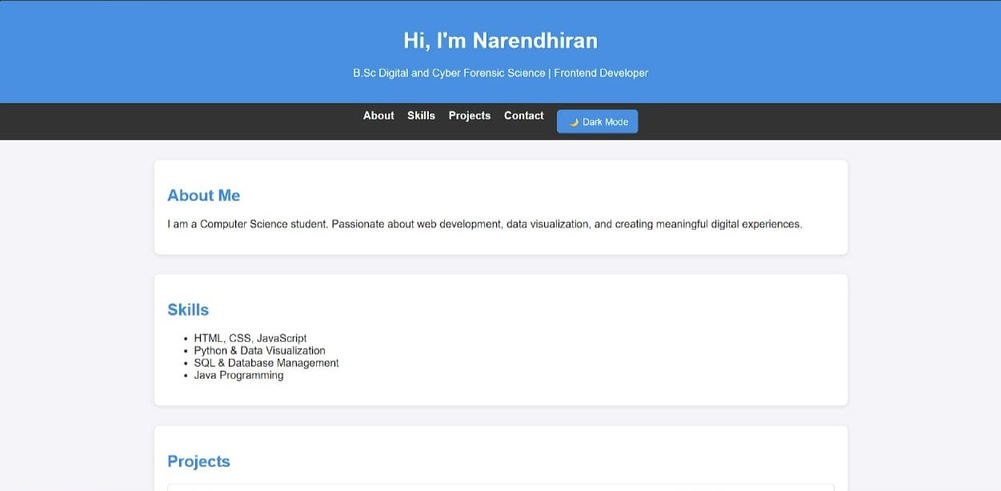 Hi, I'm Narendhiran
B.Sc Digital and Cyber Forensic Science | Frontend Developer
About Skills Projects Contact 🌙 Dark Mode
About Me
I am a Computer Science student. Passionate about web development, data visualization, and creating meaningful digital experiences.
Skills
• HTML, CSS, JavaScript
• Python & Data Visualization
• SQL & Database Management
• Java Programming
Projects